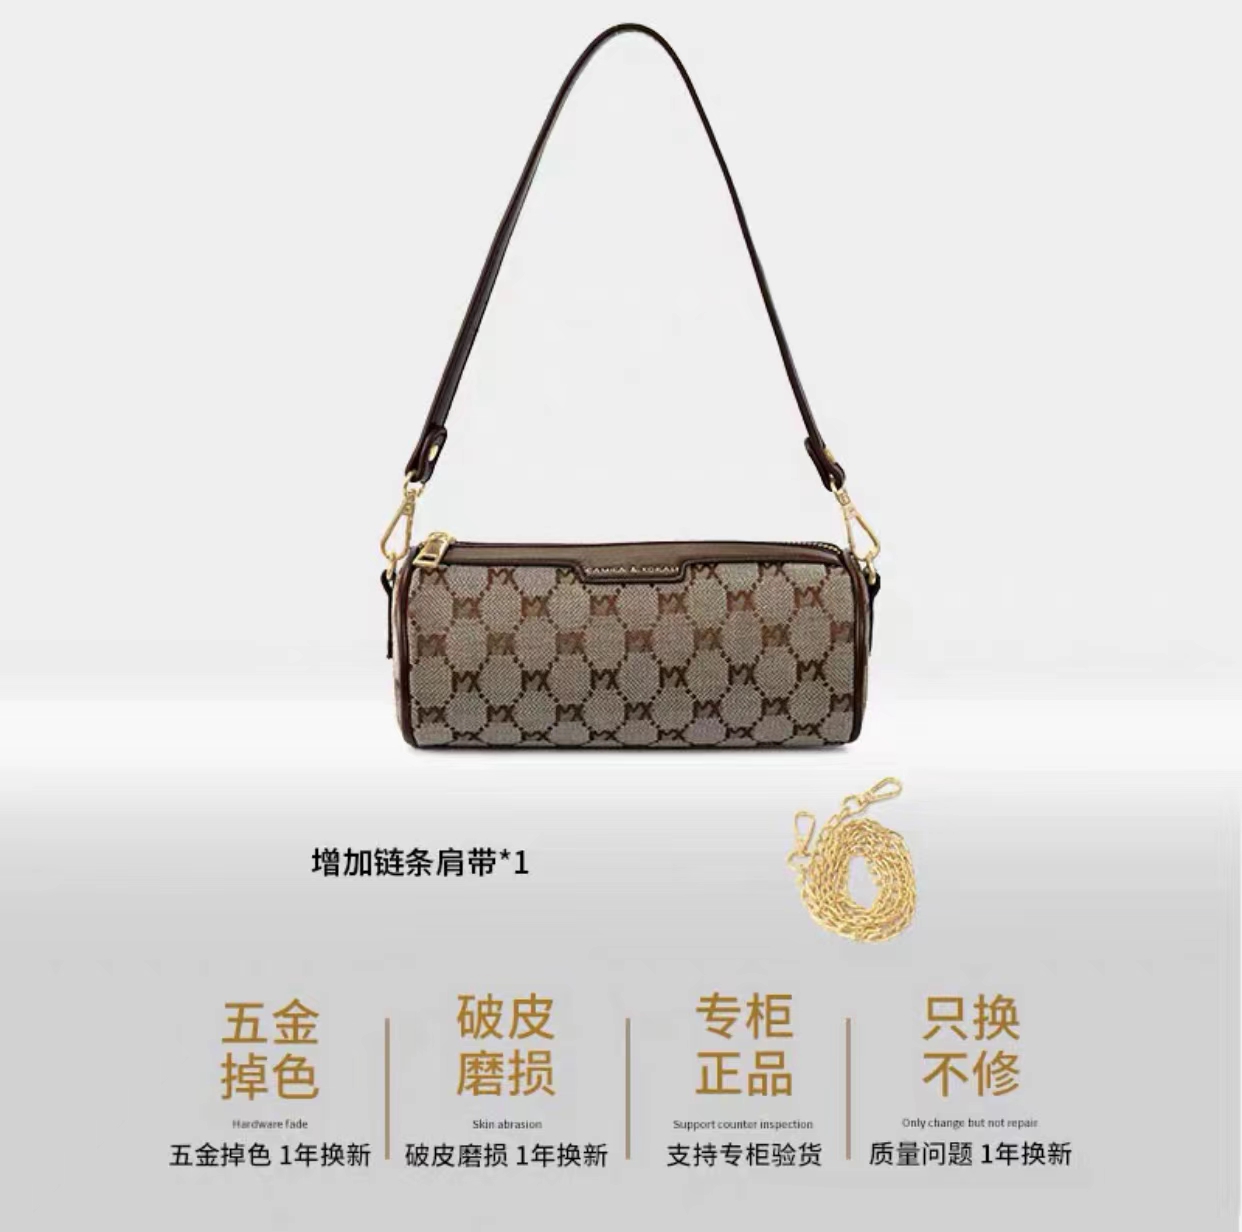 MX
增加链条肩带*1
五金
掉色
破皮
磨损
专柜
正品
只换
不修
Hardware fade
Skin abrasion
Support counter inspection
Only change but not repair
五金掉色 1年换新
破皮磨损 1年换新
支持专柜验货
质量问题 1年换新